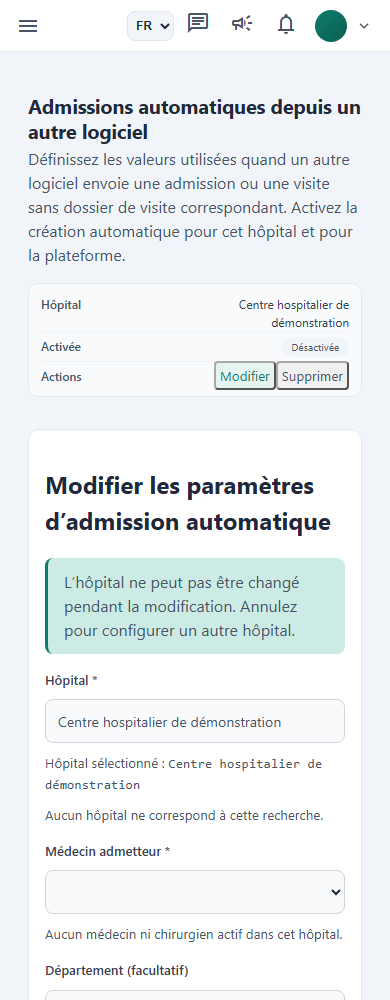 FR
Admissions automatiques depuis un
autre logiciel
Définissez les valeurs utilisées quand un autre
logiciel envoie une admission ou une visite
sans dossier de visite correspondant. Activez la
création automatique pour cet hôpital et pour
la plateforme.
Hôpital
Centre hospitalier de
démonstration
Activée
Désactivée
Actions
Modifier Supprimer
Modifier les paramètres
d’admission automatique
L’hôpital ne peut pas être changé
pendant la modification. Annulez
pour configurer un autre hôpital.
Hôpital *
Centre hospitalier de démonstration
Hôpital sélectionné : Centre hospitalier de
démonstration
Aucun hôpital ne correspond à cette recherche.
Médecin admetteur *
Aucun médecin ni chirurgien actif dans cet hôpital.
Département (facultatif)